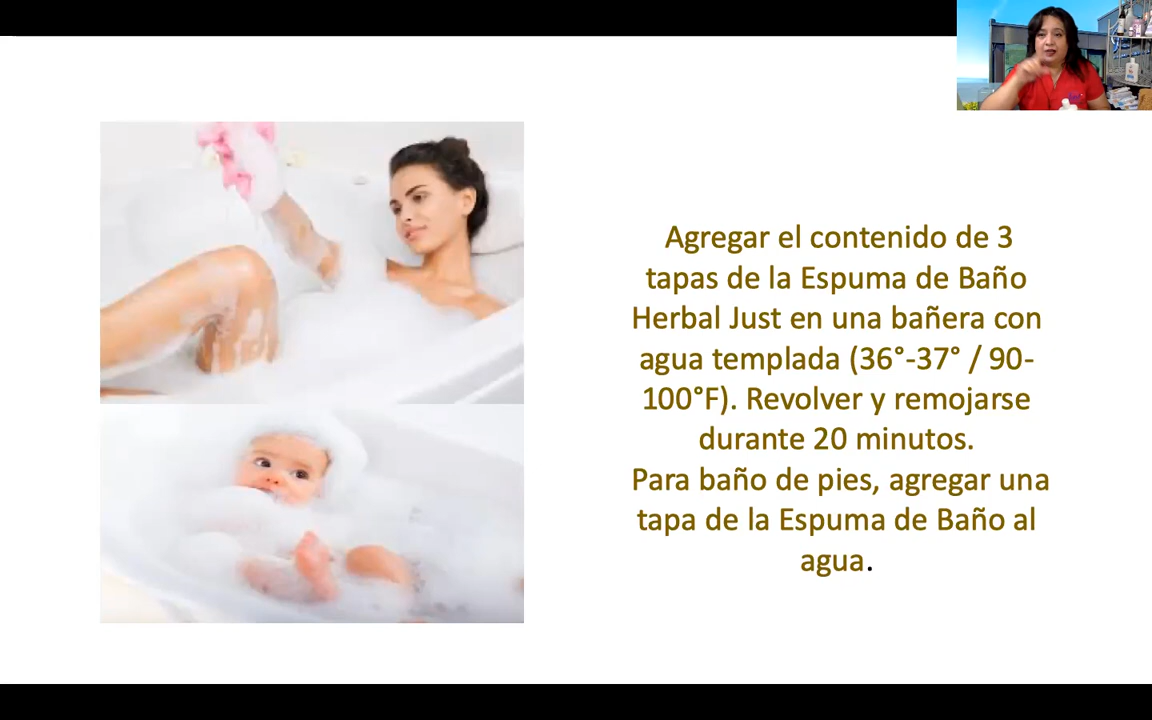 Agregar el contenido de 3
tapas de la Espuma de Baño
Herbal Just en una bañera con
agua templada (36°-37° / 90-
100°F). Revolver y remojarse
durante 20 minutos.
Para baño de pies, agregar una
tapa de la Espuma de Baño al
agua.